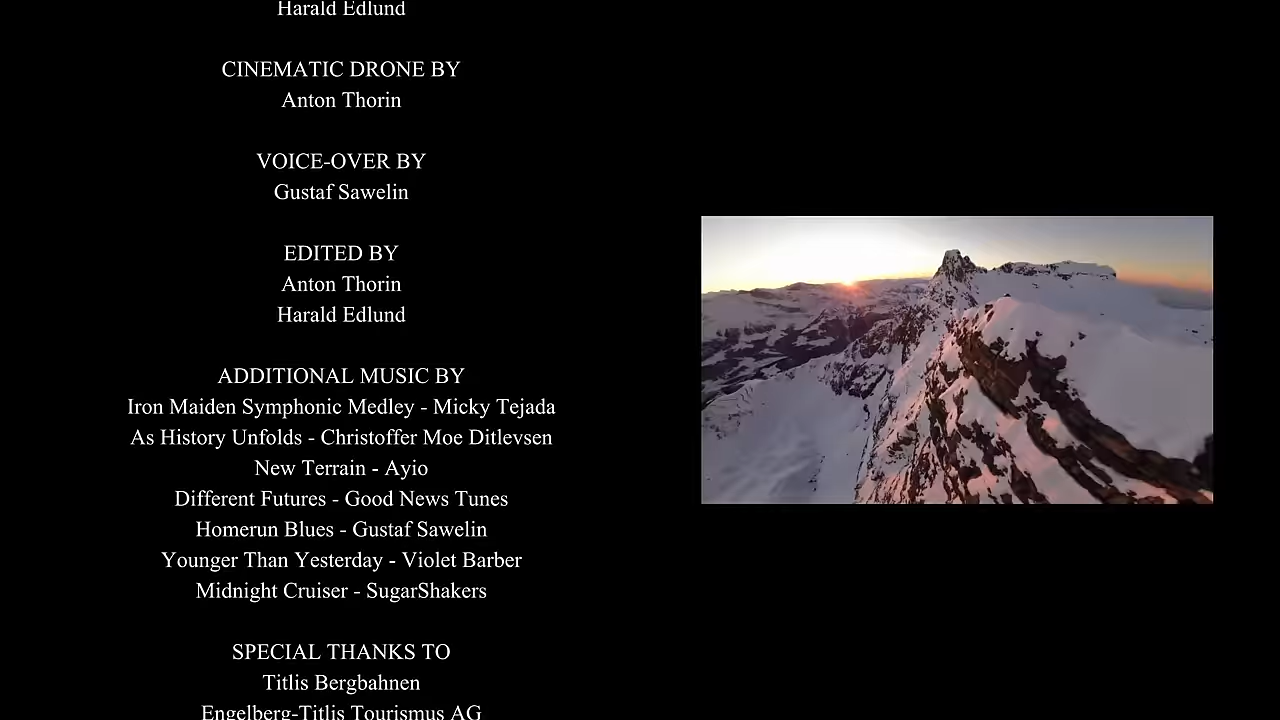 Harald Edlund
CINEMATIC DRONE BY
Anton Thorin
VOICE-OVER BY
Gustaf Sawelin
EDITED BY
Anton Thorin
Harald Edlund
ADDITIONAL MUSIC BY
Iron Maiden Symphonic Medley - Micky Tejada
As History Unfolds - Christoffer Moe Ditlevsen
New Terrain - Ayio
Different Futures - Good News Tunes
Homerun Blues - Gustaf Sawelin
Younger Than Yesterday - Violet Barber
Midnight Cruiser - SugarShakers
SPECIAL THANKS TO
Titlis Bergbahnen
Engelberg-Titlis Tourismus AG